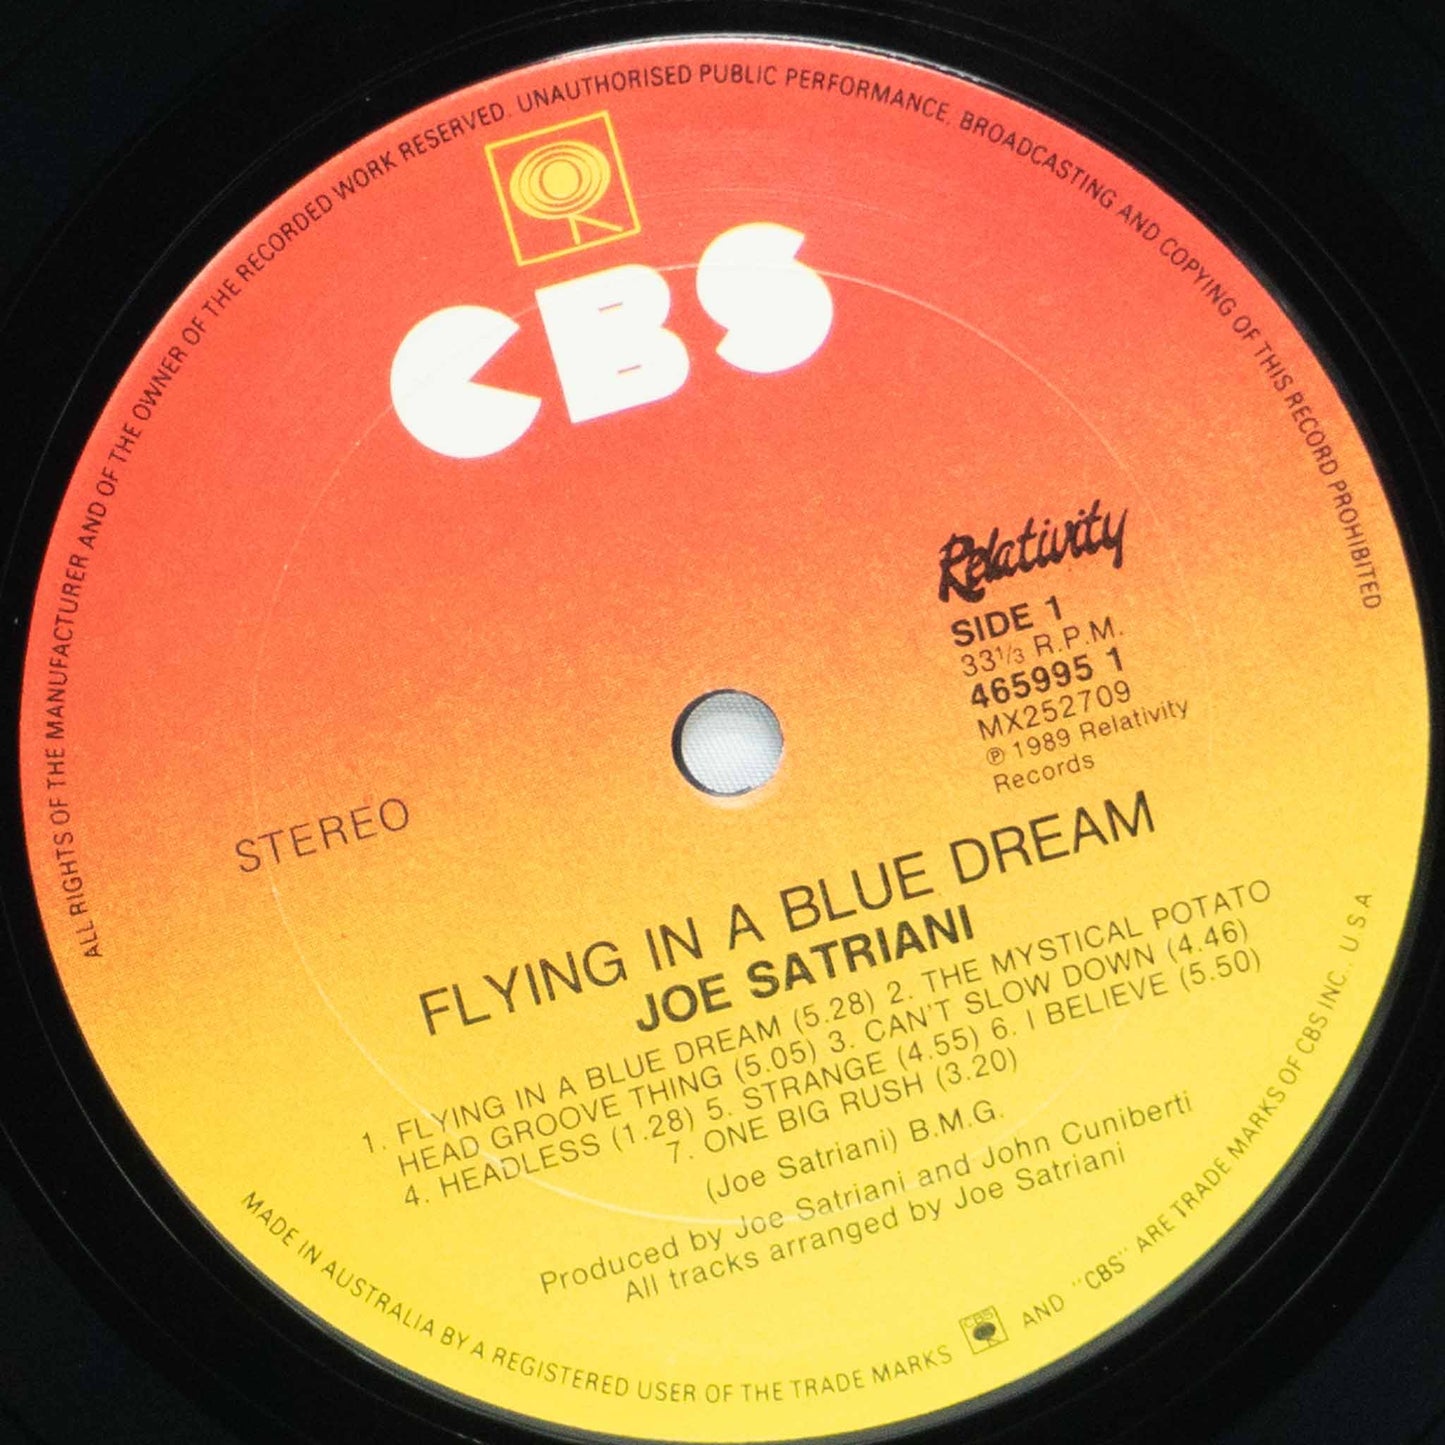 ALL RIGHTS OF THE MANUFACTURER AND OF THE OWNER OF THE RECORDED WORK RESERVED. UNAUTHORISED PUBLIC PERFORMANCE, BROADCASTING AND COPYING OF THIS RECORD PROHIBITED
CBS
Relativity
SIDE 1
33⅓ R.P.M.
465995 1
MX252709
℗ 1989 Relativity
Records
STEREO
FLYING IN A BLUE DREAM
JOE SATRIANI
1. FLYING IN A BLUE DREAM (5.28) 2. THE MYSTICAL POTATO
HEAD GROOVE THING (5.05) 3. CAN'T SLOW DOWN (4.46)
4. HEADLESS (1.28) 5. STRANGE (4.55) 6. I BELIEVE (5.50)
7. ONE BIG RUSH (3.20)
(Joe Satriani) B.M.G.
Produced by Joe Satriani and John Cuniberti
All tracks arranged by Joe Satriani
MADE IN AUSTRALIA BY A REGISTERED USER OF THE TRADE MARKS CBS AND "CBS" ARE TRADE MARKS OF CBS INC., U.S.A